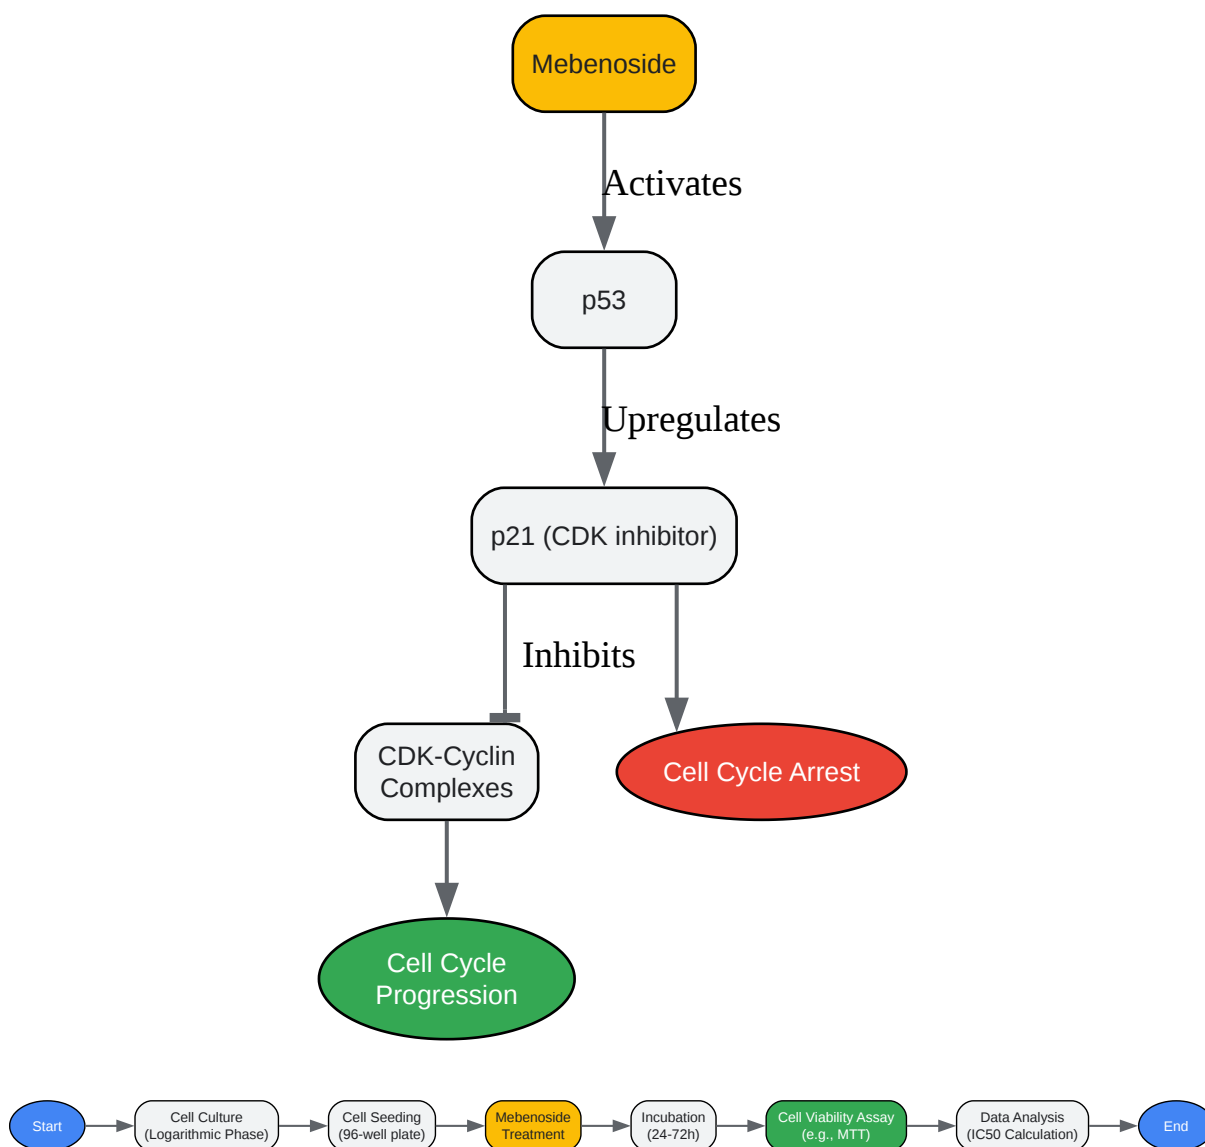 Mebenoside
Activates
p53
Upregulates
p21 (CDK inhibitor)
Inhibits
CDK-Cyclin
Complexes
Cell Cycle Arrest
Cell Cycle
Progression
Start
Cell Culture
(Logarithmic Phase)
Cell Seeding
(96-well plate)
Mebenoside
Treatment
Incubation
(24-72h)
Cell Viability Assay
(e.g., MTT)
Data Analysis
(IC50 Calculation)
End